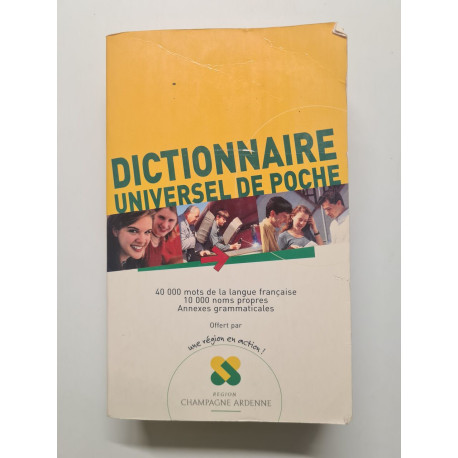 DICTIONNAIRE
UNIVERSEL DE POCHE
40 000 mots de la langue française
10 000 noms propres
Annexes grammaticales
Offert par
une région en action !
RÉGION
CHAMPAGNE ARDENNE